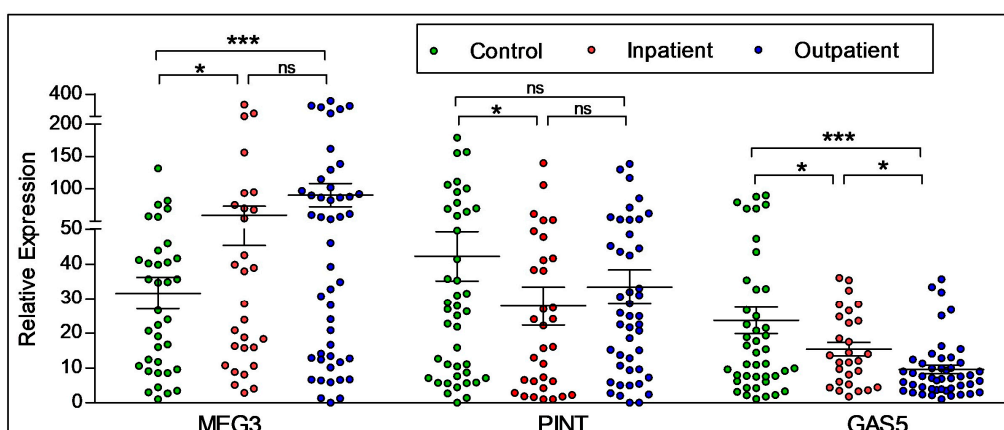 Control Inpatient Outpatient
*** 
* ns
ns
* ns
***
* *
Relative Expression
400
200
150
100
50
40
30
20
10
0
MEG3 PINT GAS5